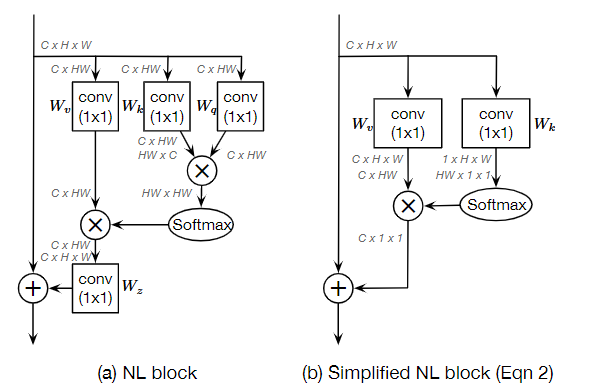 C x H x W
C x HW C x HW C x HW
W_v conv (1x1) W_k conv (1x1) W_q conv (1x1)
C x HW
HW x C
C x HW
HW x HW
C x HW
× × Softmax
C x HW
C x H x W
conv (1x1) W_z
+
(a) NL block
C x H x W
W_v conv (1x1) conv (1x1) W_k
C x H x W 1 x H x W
C x HW HW x 1 x 1
× Softmax
C x 1 x 1
+
(b) Simplified NL block (Eqn 2)